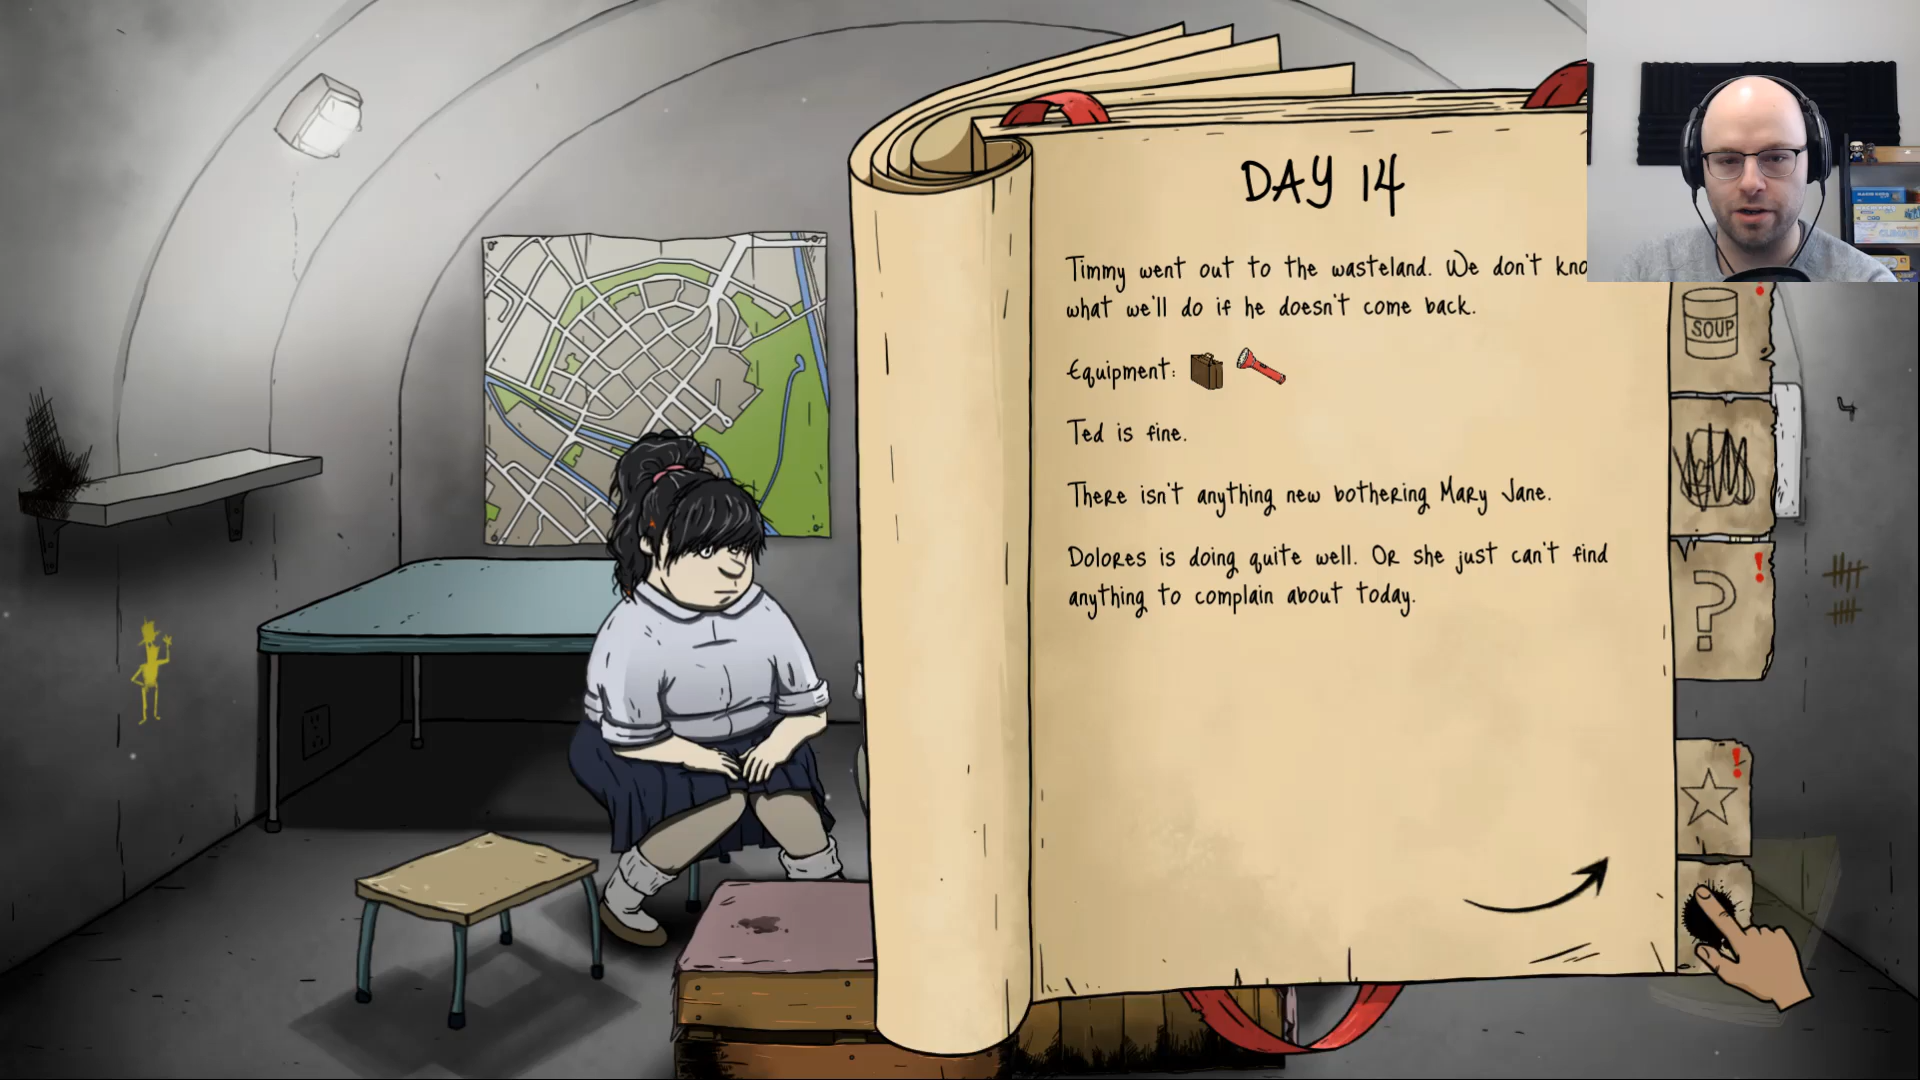 DAY 14
Timmy went out to the wasteland. We don't kno
what we'll do if he doesn't come back.
Equipment:
Ted is fine.
There isn't anything new bothering Mary Jane.
Dolores is doing quite well. Or she just can't find
anything to complain about today.
SOUP
!
?
!